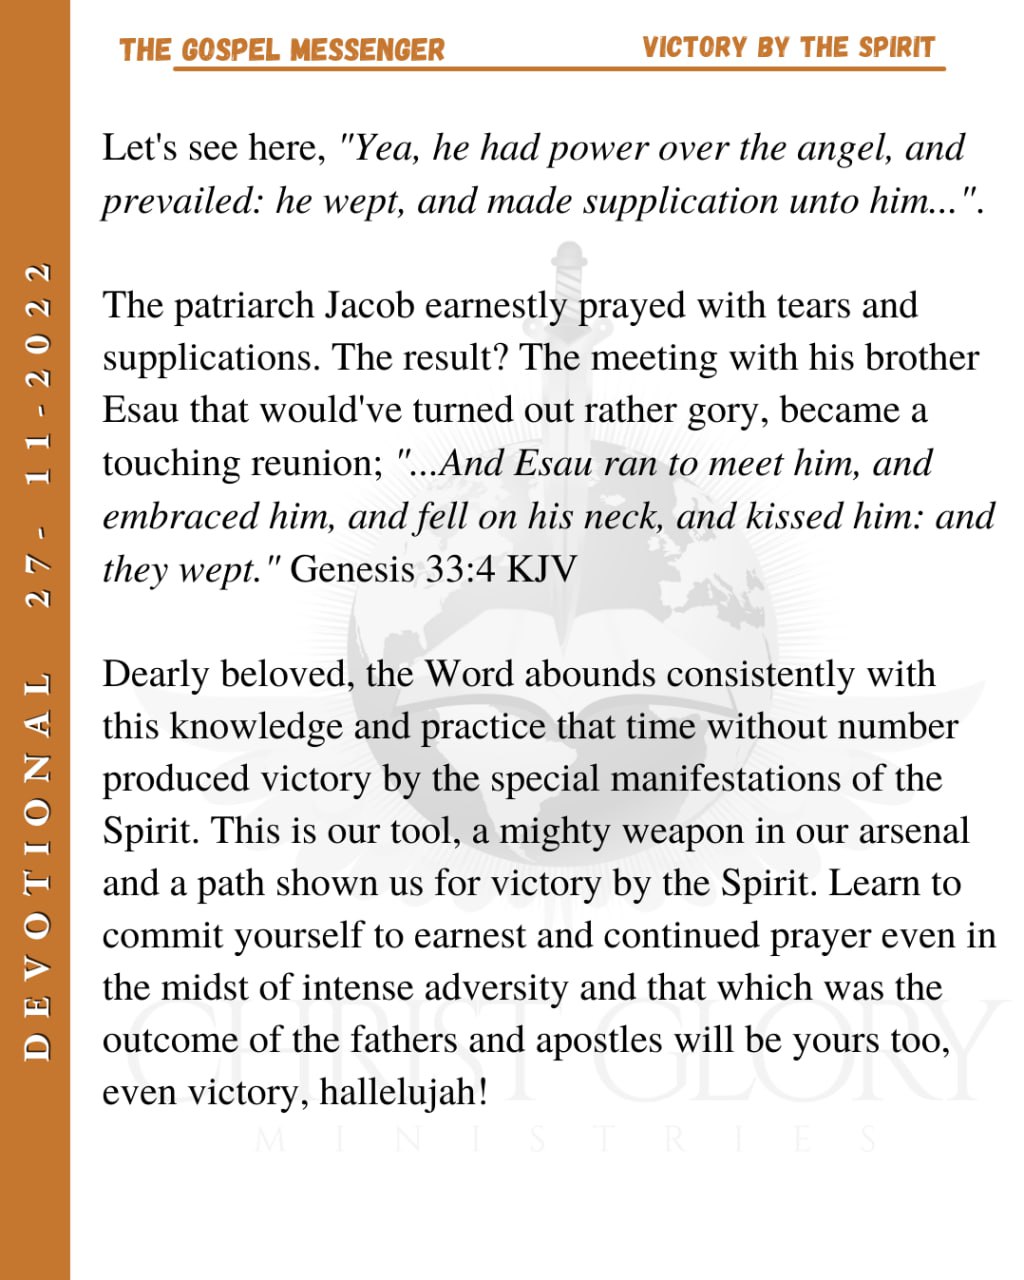 THE GOSPEL MESSENGER
VICTORY BY THE SPIRIT
Let's see here, "Yea, he had power over the angel, and
prevailed: he wept, and made supplication unto him...".
The patriarch Jacob earnestly prayed with tears and
supplications. The result? The meeting with his brother
Esau that would've turned out rather gory, became a
touching reunion; "...And Esau ran to meet him, and
embraced him, and fell on his neck, and kissed him: and
they wept." Genesis 33:4 KJV
Dearly beloved, the Word abounds consistently with
this knowledge and practice that time without number
produced victory by the special manifestations of the
Spirit. This is our tool, a mighty weapon in our arsenal
and a path shown us for victory by the Spirit. Learn to
commit yourself to earnest and continued prayer even in
the midst of intense adversity and that which was the
outcome of the fathers and apostles will be yours too,
even victory, hallelujah!
CHRIST GLORY
MINISTRIES
DEVOTIONAL 27-11-2022